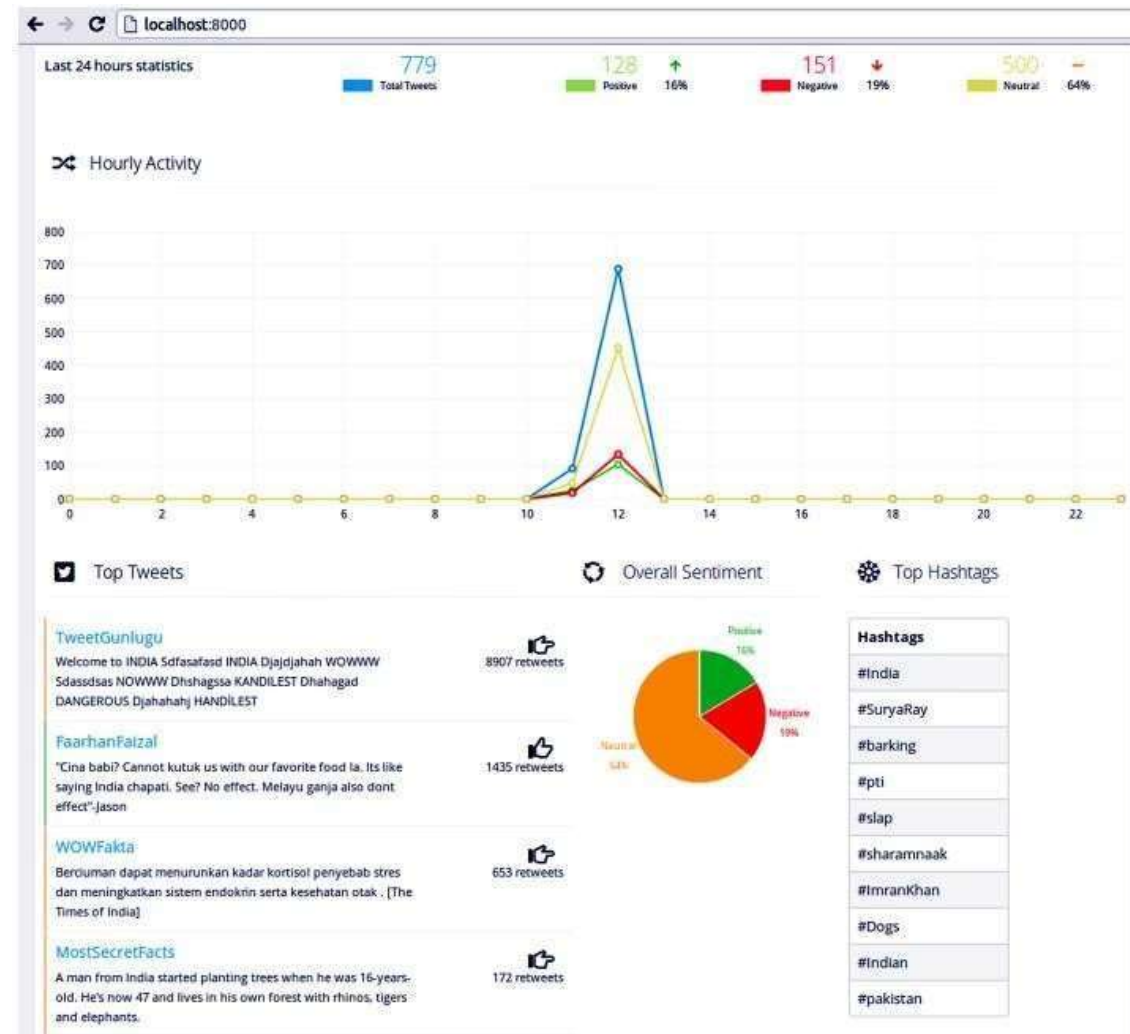 localhost:8000
Last 24 hours statistics
779
Total Tweets
128
Positive
16%
151
Negative
19%
500
Neutral
64%
Hourly Activity
800
700
600
500
400
300
200
100
0
0 2 4 6 8 10 12 14 16 18 20 22
Top Tweets
TweetGunlugu
Welcome to INDIA Sdfasafasd INDIA Djajdjahah WOWWW
Sdassdsas NOWWW Dhshagssa KANDILEST Dhahagad
DANGEROUS Djahahahj HANDİLEST
8907 retweets
FaarhanFaizal
"Cina babi? Cannot kutuk us with our favorite food la. Its like
saying India chapati. See? No effect. Melayu ganja also dont
effect"-Jason
1435 retweets
WOWFakta
Berciuman dapat menurunkan kadar kortisol penyebab stres
dan meningkatkan sistem endokrin serta kesehatan otak . [The
Times of India]
653 retweets
MostSecretFacts
A man from India started planting trees when he was 16-years-
old. He's now 47 and lives in his own forest with rhinos, tigers
and elephants.
172 retweets
Overall Sentiment
Positive
16%
Negative
19%
Neutral
64%
Top Hashtags
Hashtags
#India
#SuryaRay
#barking
#pti
#slap
#sharamnaak
#ImranKhan
#Dogs
#Indian
#pakistan